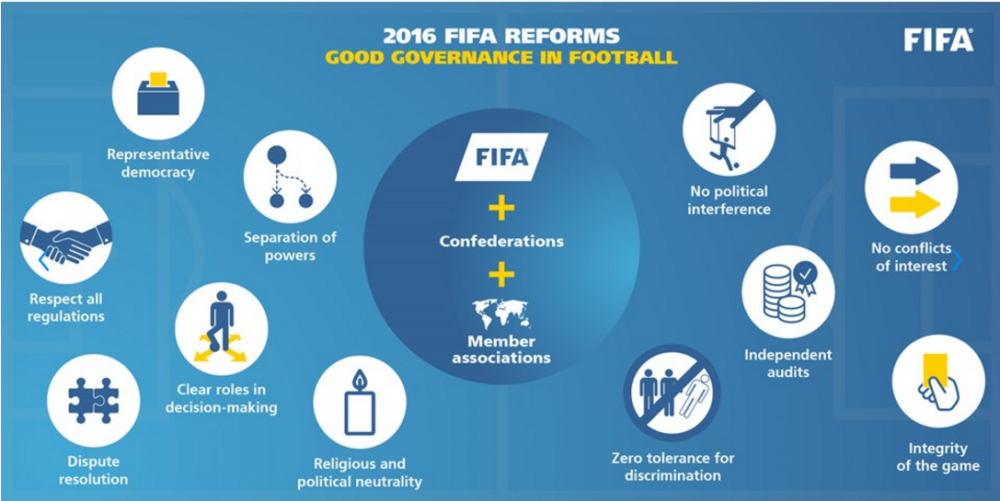 2016 FIFA REFORMS
GOOD GOVERNANCE IN FOOTBALL
FIFA
Representative
democracy
Separation of
powers
Respect all
regulations
Clear roles in
decision-making
Dispute
resolution
Religious and
political neutrality
FIFA
+
Confederations
+
Member
associations
No political
interference
No conflicts
of interest
Independent
audits
Zero tolerance for
discrimination
Integrity
of the game